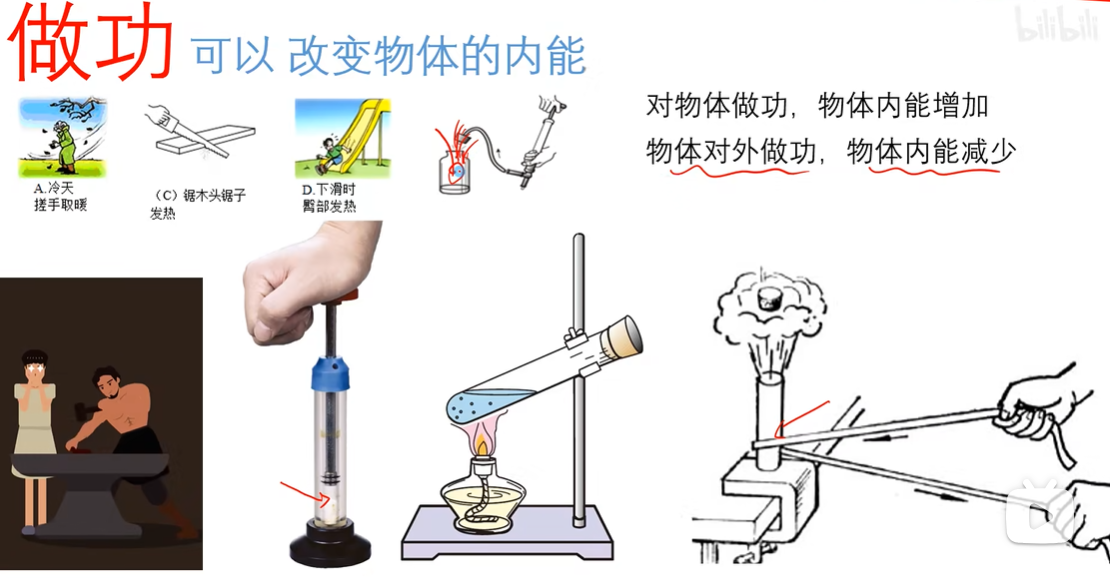 做功 可以 改变物体的内能
bilibili
对物体做功，物体内能增加
物体对外做功，物体内能减少
A.冷天
搓手取暖
（C）锯木头锯子
发热
D.下滑时
臀部发热